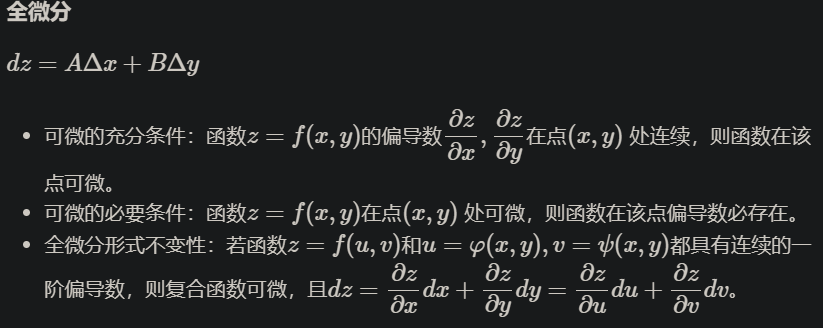 全微分
dz = AΔx + BΔy
• 可微的充分条件：函数z = f(x, y)的偏导数∂z/∂x, ∂z/∂y在点(x, y) 处连续，则函数在该
点可微。
• 可微的必要条件：函数z = f(x, y)在点(x, y) 处可微，则函数在该点偏导数必存在。
• 全微分形式不变性：若函数z = f(u, v)和u = φ(x, y), v = ψ(x, y)都具有连续的一
阶偏导数，则复合函数可微，且dz = ∂z/∂x dx + ∂z/∂y dy = ∂z/∂u du + ∂z/∂v dv。